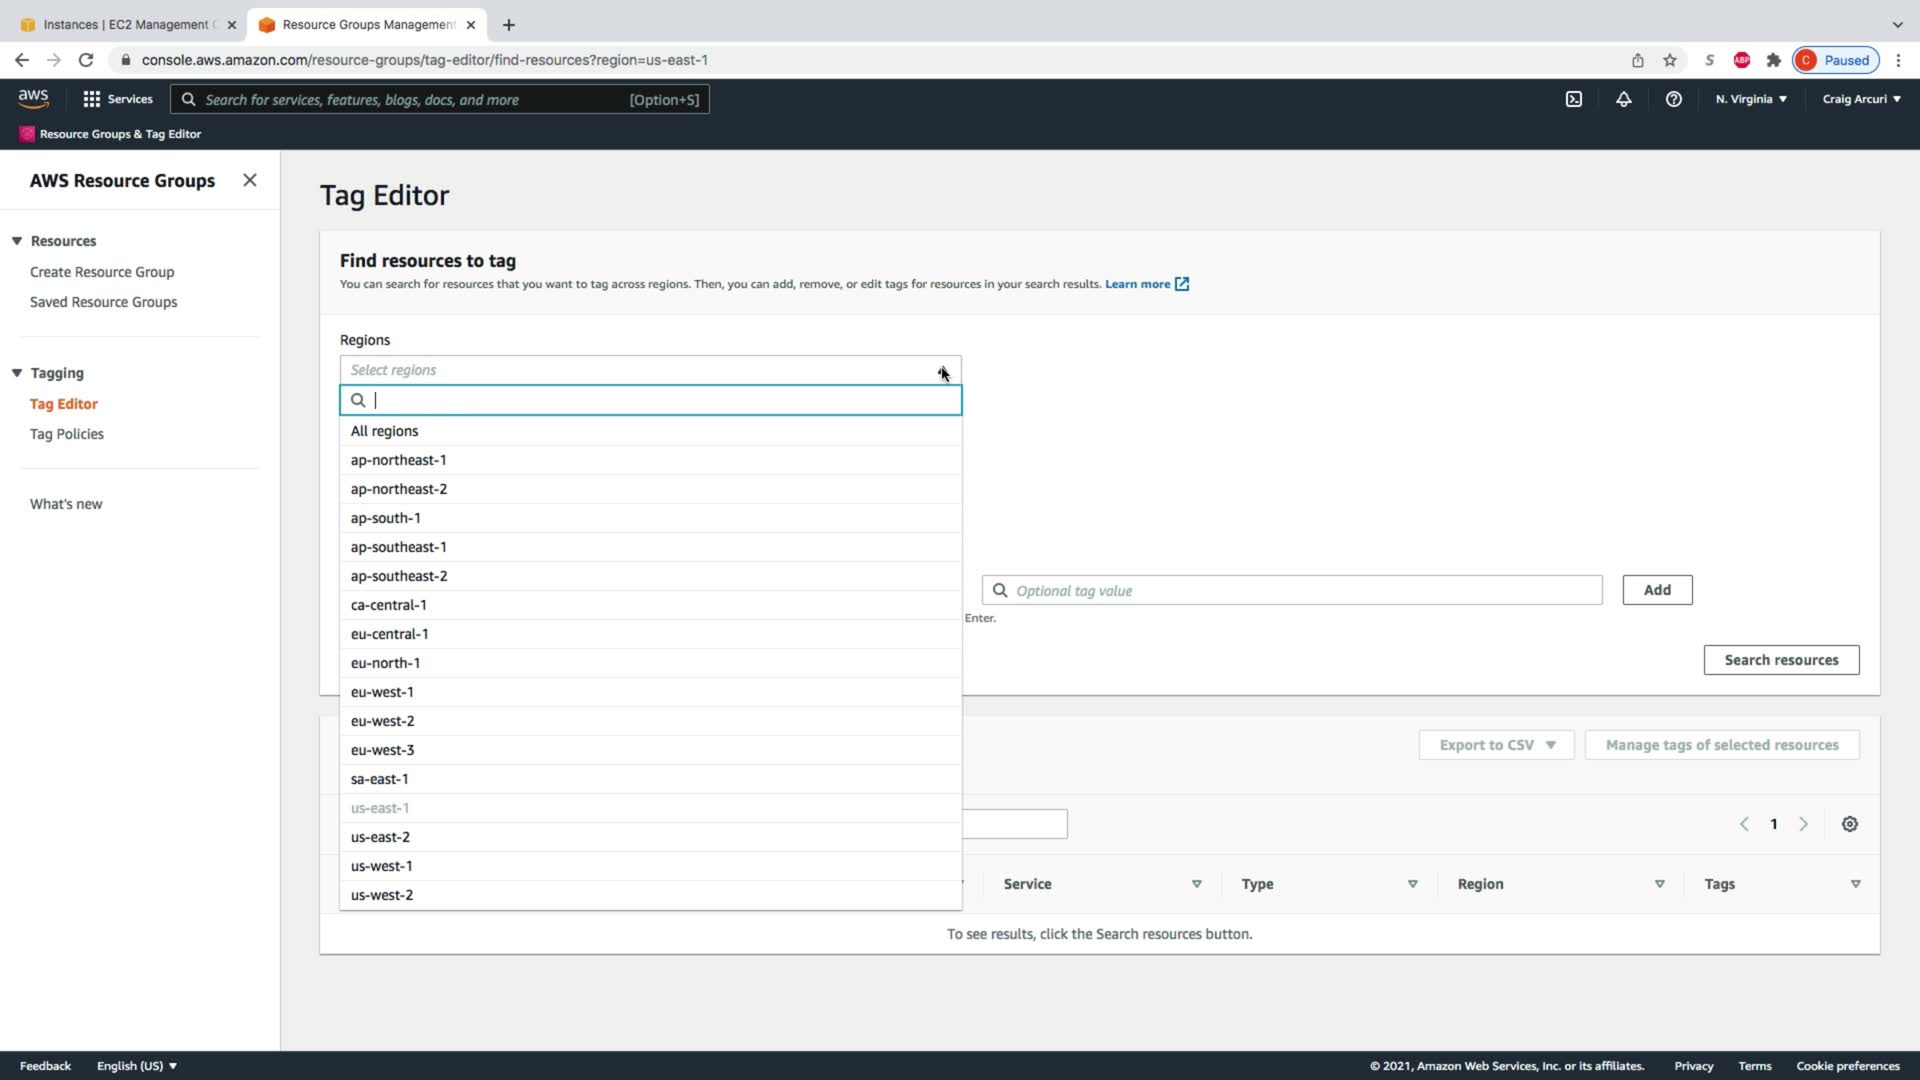 Instances | EC2 Management C
Resource Groups Management
console.aws.amazon.com/resource-groups/tag-editor/find-resources?region=us-east-1
S
ABP
C
Paused
aws
Services
Search for services, features, blogs, docs, and more
[Option+S]
N. Virginia
Craig Arcuri
Resource Groups & Tag Editor
AWS Resource Groups
Resources
Create Resource Group
Saved Resource Groups
Tagging
Tag Editor
Tag Policies
What's new
Tag Editor
Find resources to tag
You can search for resources that you want to tag across regions. Then, you can add, remove, or edit tags for resources in your search results. Learn more
Regions
Select regions
All regions
ap-northeast-1
ap-northeast-2
ap-south-1
ap-southeast-1
ap-southeast-2
ca-central-1
eu-central-1
eu-north-1
eu-west-1
eu-west-2
eu-west-3
sa-east-1
us-east-1
us-east-2
us-west-1
us-west-2
Optional tag value
Add
Enter.
Search resources
Export to CSV
Manage tags of selected resources
1
Service
Type
Region
Tags
To see results, click the Search resources button.
Feedback
English (US)
© 2021, Amazon Web Services, Inc. or its affiliates.
Privacy
Terms
Cookie preferences